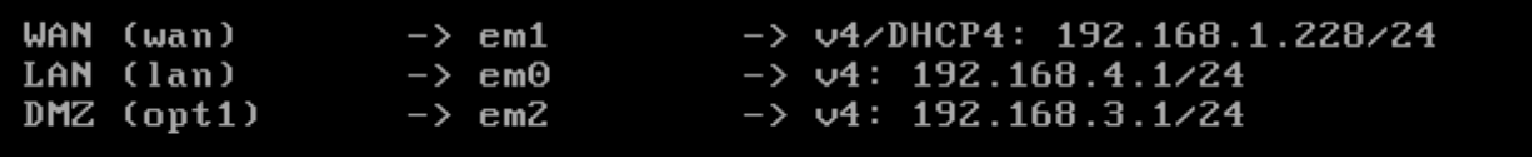 WAN (wan)       -> em1        -> v4/DHCP4: 192.168.1.228/24
LAN (lan)       -> em0        -> v4: 192.168.4.1/24
DMZ (opt1)      -> em2        -> v4: 192.168.3.1/24